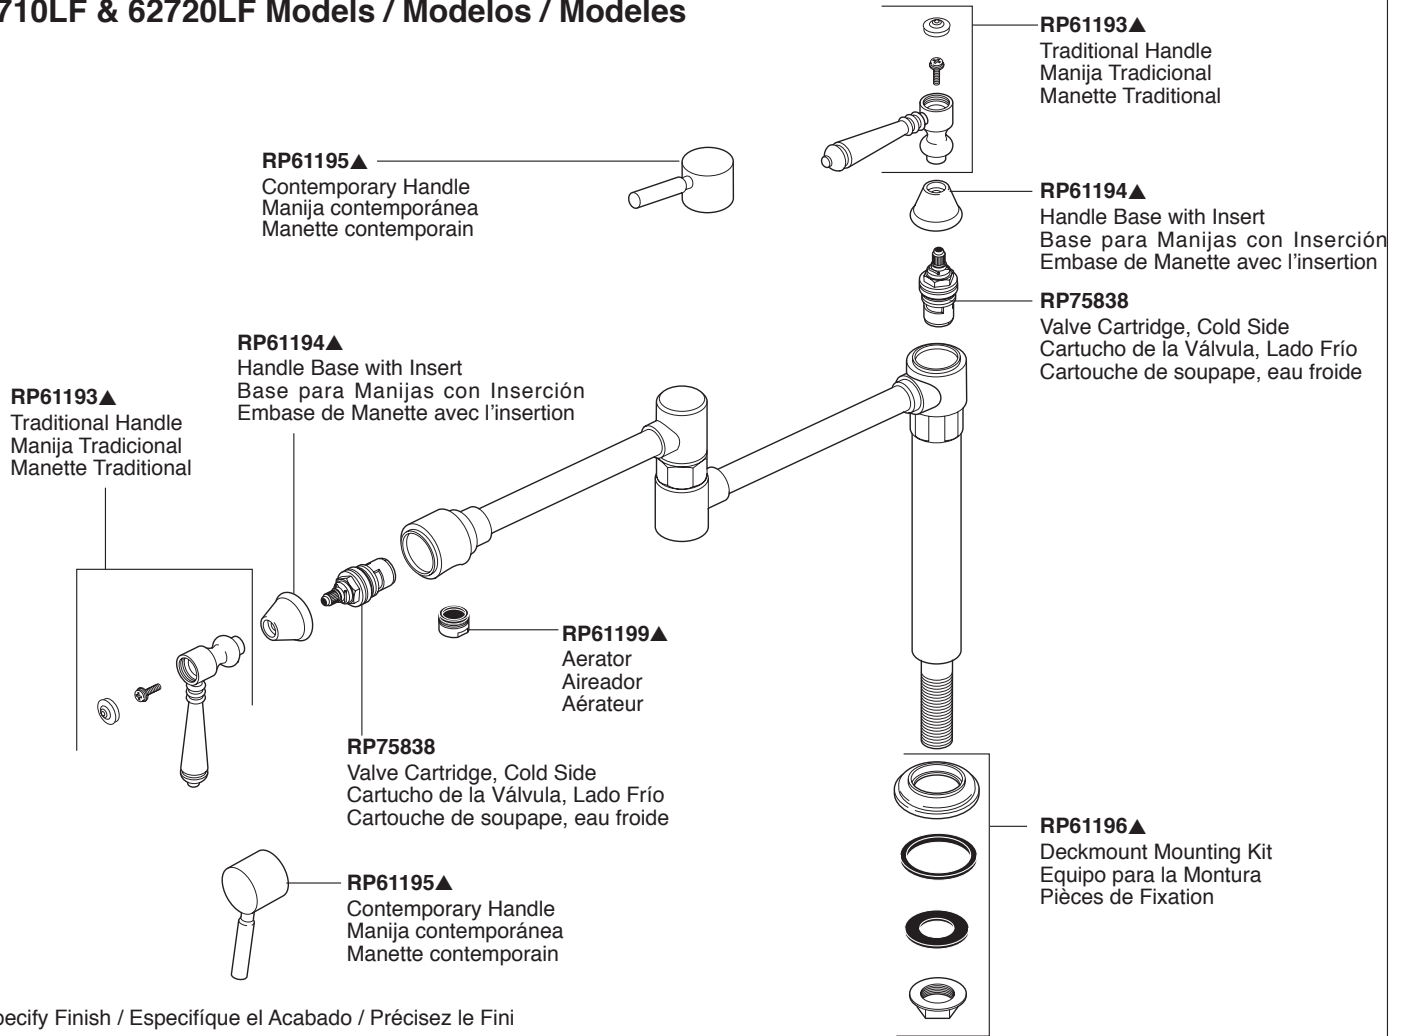 710LF & 62720LF Models / Modelos / Modeles
RP61193▲
Traditional Handle
Manija Tradicional
Manette Traditional
RP61195▲
Contemporary Handle
Manija contemporánea
Manette contemporain
RP61194▲
Handle Base with Insert
Base para Manijas con Inserción
Embase de Manette avec l'insertion
RP75838
Valve Cartridge, Cold Side
Cartucho de la Válvula, Lado Frío
Cartouche de soupape, eau froide
RP61194▲
Handle Base with Insert
Base para Manijas con Inserción
Embase de Manette avec l'insertion
RP61193▲
Traditional Handle
Manija Tradicional
Manette Traditional
RP61199▲
Aerator
Aireador
Aérateur
RP75838
Valve Cartridge, Cold Side
Cartucho de la Válvula, Lado Frío
Cartouche de soupape, eau froide
RP61196▲
Deckmount Mounting Kit
Equipo para la Montura
Pièces de Fixation
RP61195▲
Contemporary Handle
Manija contemporánea
Manette contemporain
ecify Finish / Especifíque el Acabado / Précisez le Fini